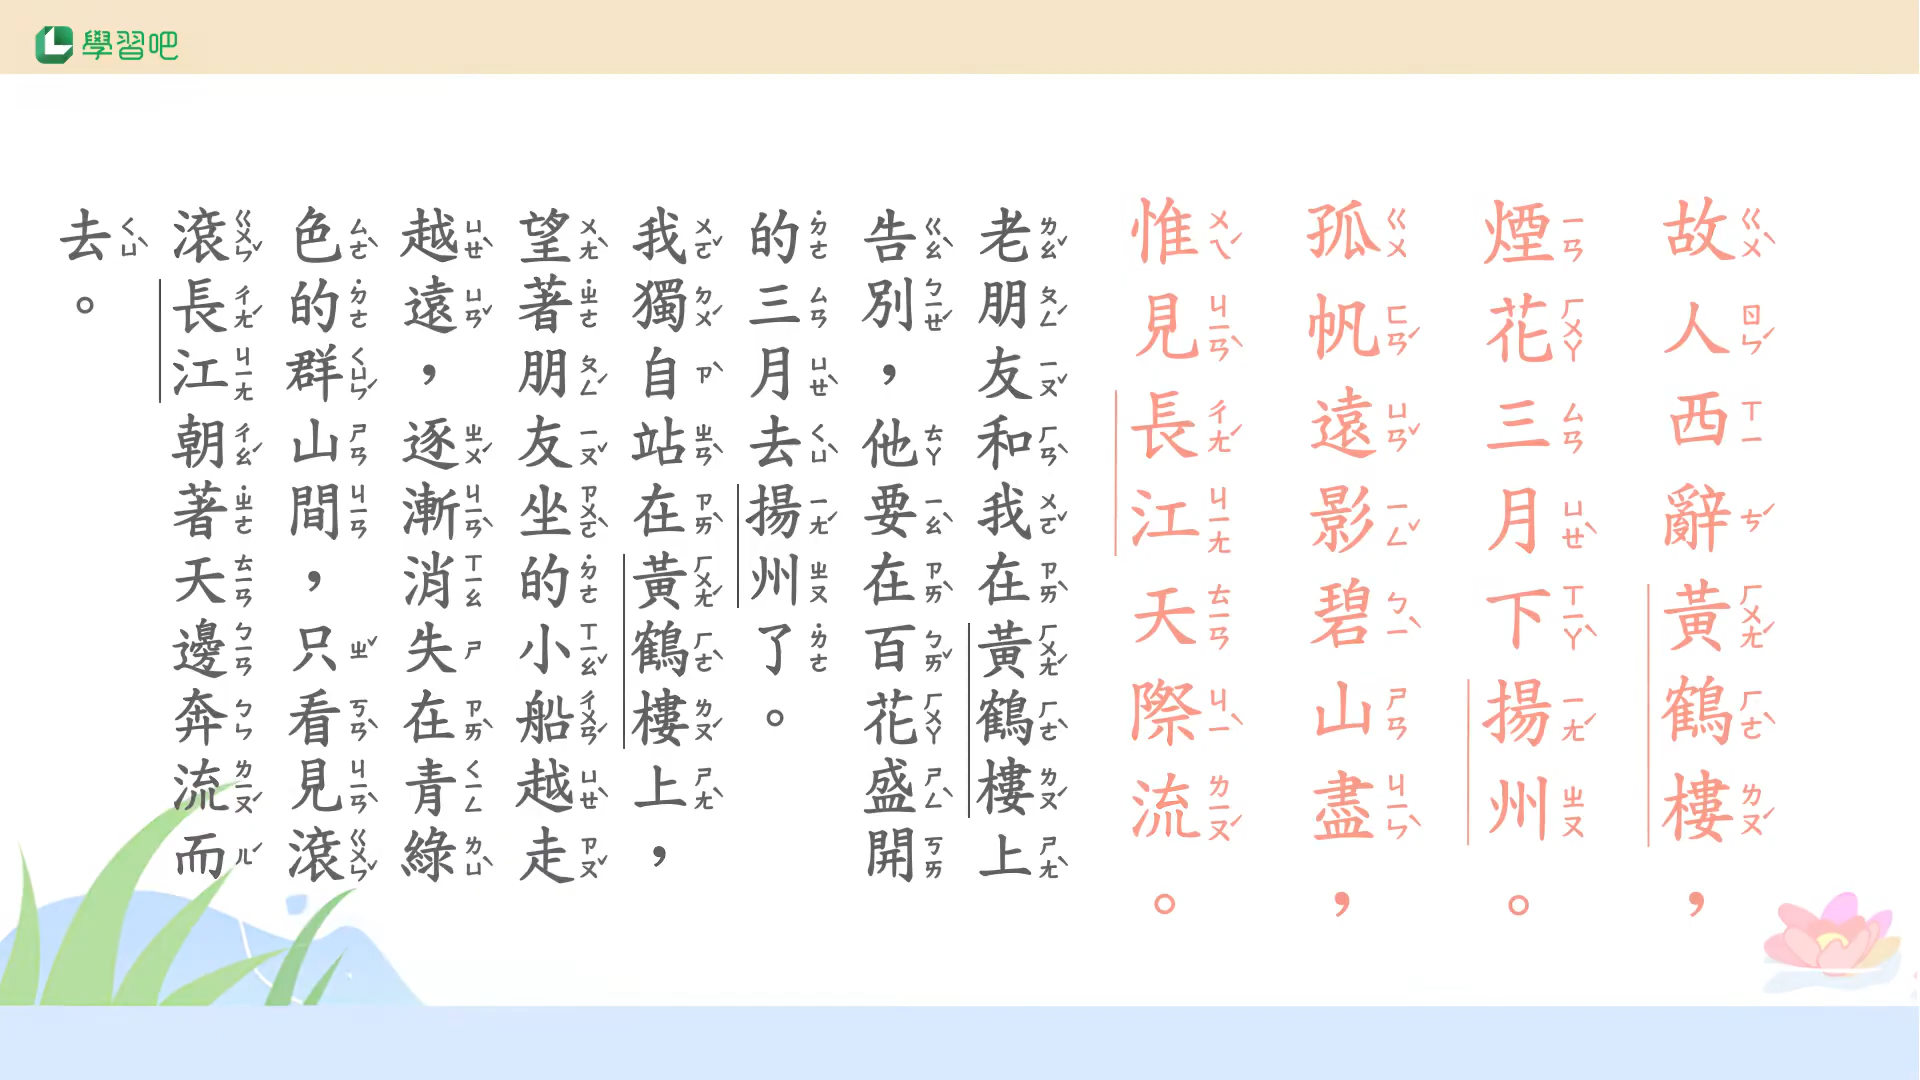 學習吧
故人西辭黃鶴樓，
煙花三月下揚州。
孤帆遠影碧山盡，
惟見長江天際流。
老朋友和我在黃鶴樓上
告別，他要在百花盛開
的三月去揚州了。
我獨自站在黃鶴樓上，
望著朋友坐的小船越走
越遠，逐漸消失在青綠
色的群山間，只看見滾
滾長江朝著天邊奔流而
去。